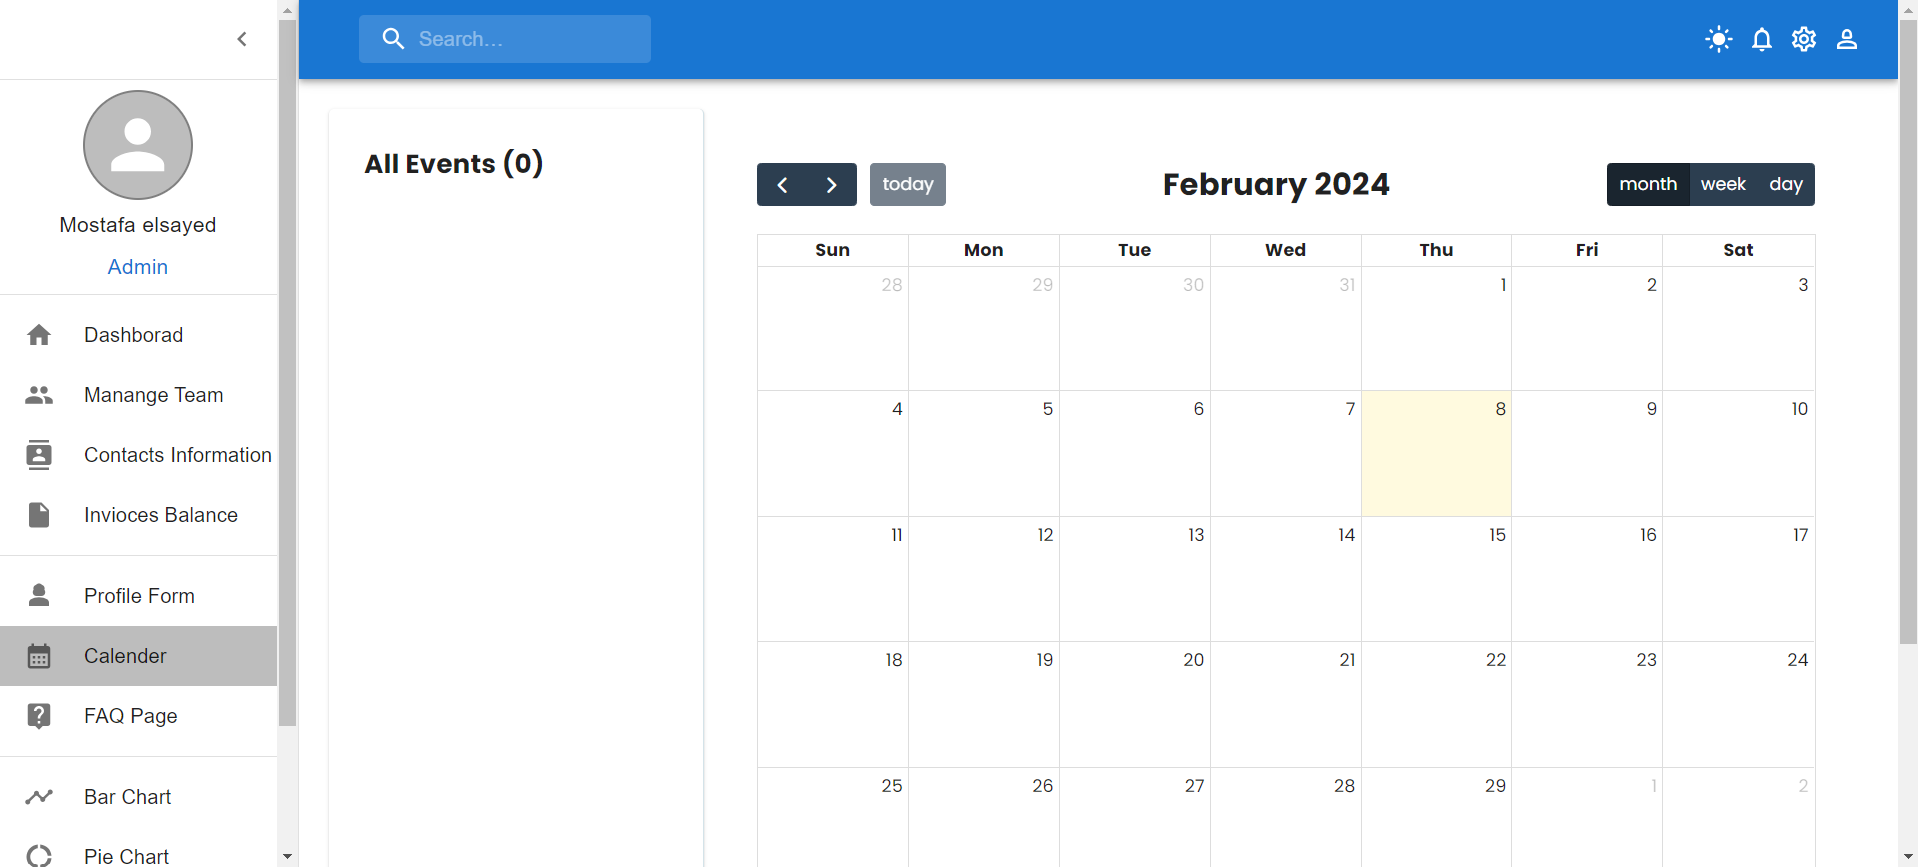 Search...
Mostafa elsayed
Admin
Dashborad
Manange Team
Contacts Information
Invioces Balance
Profile Form
Calender
FAQ Page
Bar Chart
Pie Chart
All Events (0)
today
February 2024
month week day
Sun Mon Tue Wed Thu Fri Sat
28 29 30 31 1 2 3
4 5 6 7 8 9 10
11 12 13 14 15 16 17
18 19 20 21 22 23 24
25 26 27 28 29 1 2